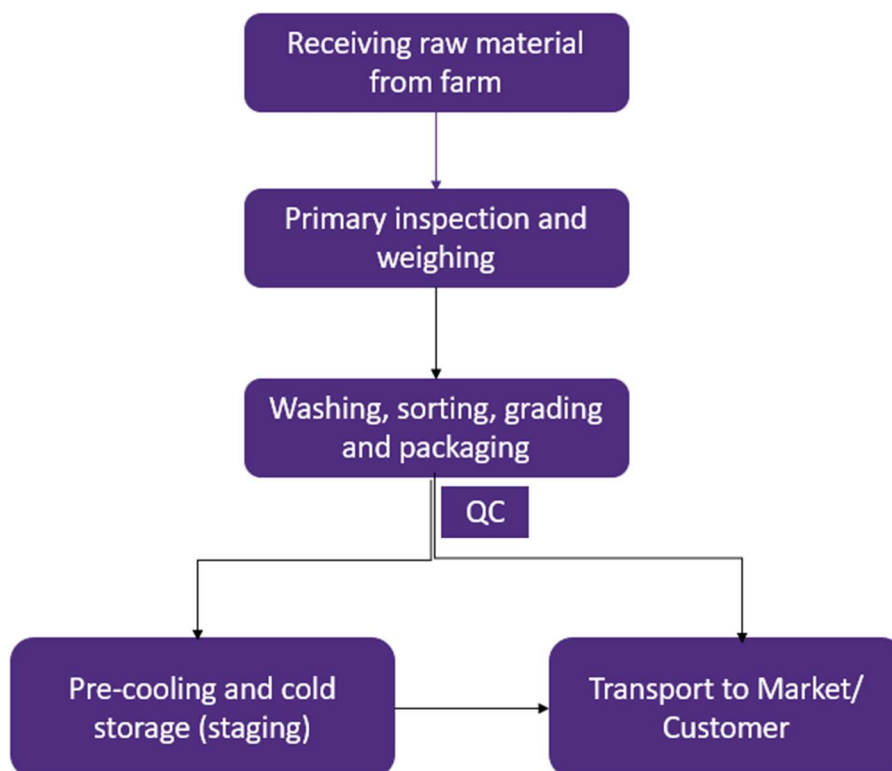 Receiving raw material
from farm
Primary inspection and
weighing
Washing, sorting, grading
and packaging
QC
Pre-cooling and cold
storage (staging)
Transport to Market/
Customer